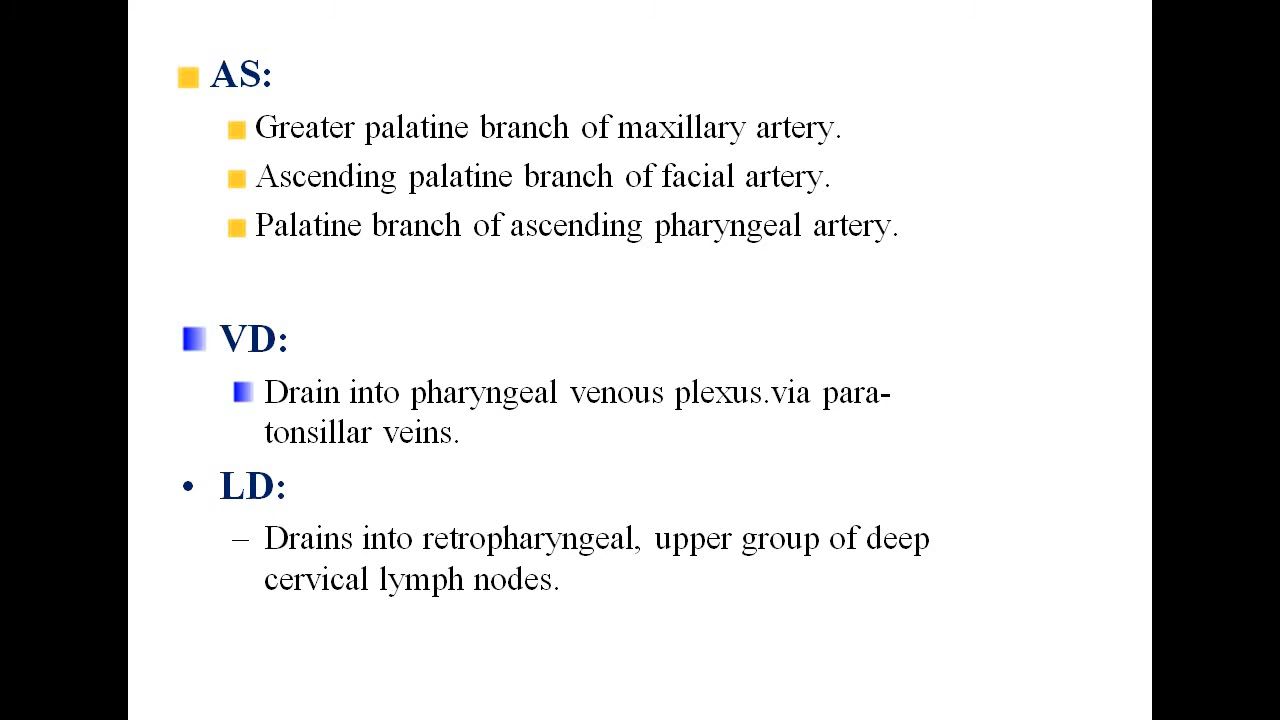 AS:
Greater palatine branch of maxillary artery.
Ascending palatine branch of facial artery.
Palatine branch of ascending pharyngeal artery.
VD:
Drain into pharyngeal venous plexus.via para-
tonsillar veins.
• LD:
– Drains into retropharyngeal, upper group of deep
cervical lymph nodes.